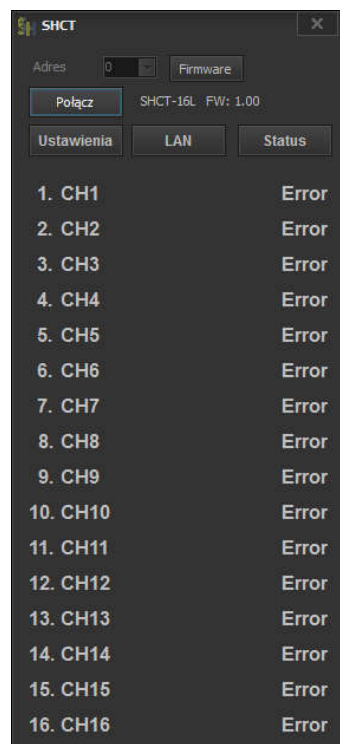 SH SHCT
Adres 0 Firmware
Połącz SHCT-16L FW: 1.00
Ustawienia LAN Status
1. CH1 Error
2. CH2 Error
3. CH3 Error
4. CH4 Error
5. CH5 Error
6. CH6 Error
7. CH7 Error
8. CH8 Error
9. CH9 Error
10. CH10 Error
11. CH11 Error
12. CH12 Error
13. CH13 Error
14. CH14 Error
15. CH15 Error
16. CH16 Error